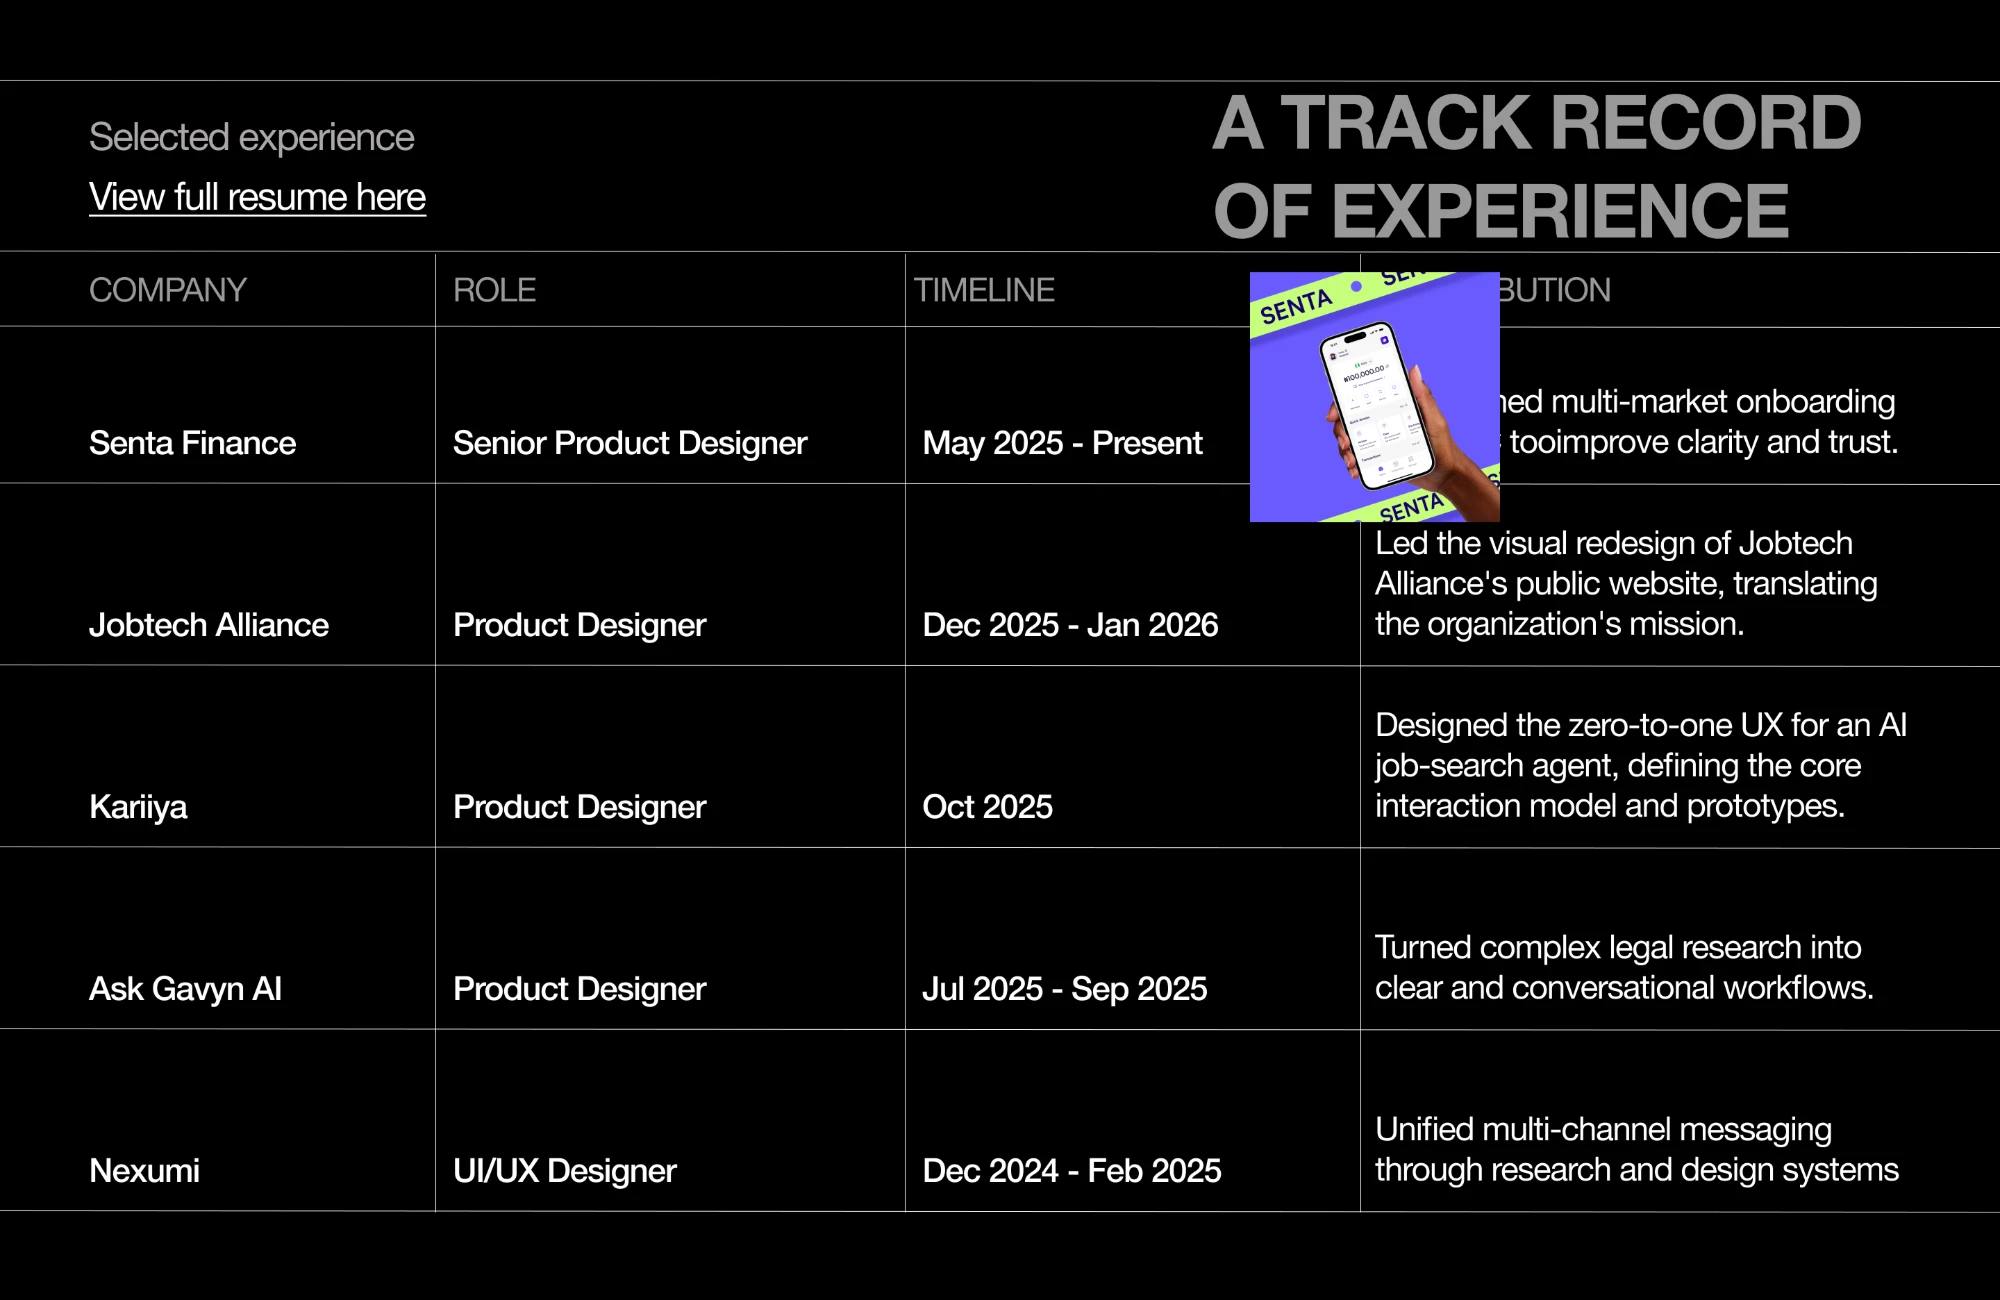 Selected experience
View full resume here
A TRACK RECORD
OF EXPERIENCE
COMPANY
ROLE
TIMELINE
BUTION
SENTA
SEN
₦100,000.00
SENTA
S
Senta Finance
Senior Product Designer
May 2025 - Present
ned multi-market onboarding
tooimprove clarity and trust.
Jobtech Alliance
Product Designer
Dec 2025 - Jan 2026
Led the visual redesign of Jobtech
Alliance's public website, translating
the organization's mission.
Kariiya
Product Designer
Oct 2025
Designed the zero-to-one UX for an AI
job-search agent, defining the core
interaction model and prototypes.
Ask Gavyn AI
Product Designer
Jul 2025 - Sep 2025
Turned complex legal research into
clear and conversational workflows.
Nexumi
UI/UX Designer
Dec 2024 - Feb 2025
Unified multi-channel messaging
through research and design systems